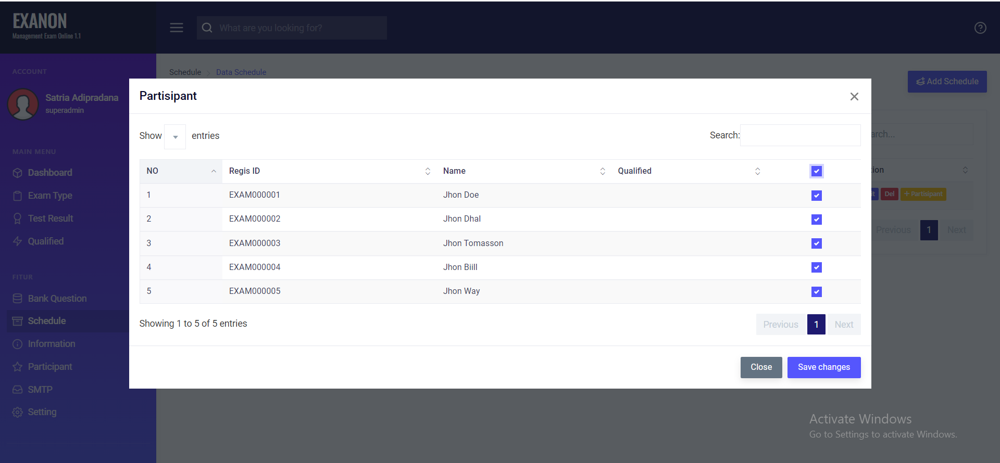 EXANON
Management Exam Online 1.1
What are you looking for?
ACCOUNT
Satria Adipradana
superadmin
MAIN MENU
Dashboard
Exam Type
Test Result
Qualified
FITUR
Bank Question
Schedule
Information
Participant
SMTP
Setting
Schedule Data Schedule
Add Schedule
Partisipant
Show entries
Search:
NO Regis ID Name Qualified
1 EXAM000001 Jhon Doe
2 EXAM000002 Jhon Dhal
3 EXAM000003 Jhon Tomasson
4 EXAM000004 Jhon Biill
5 EXAM000005 Jhon Way
Showing 1 to 5 of 5 entries
Previous 1 Next
Close Save changes
Del + Partisipant
Previous 1 Next
Activate Windows
Go to Settings to activate Windows.